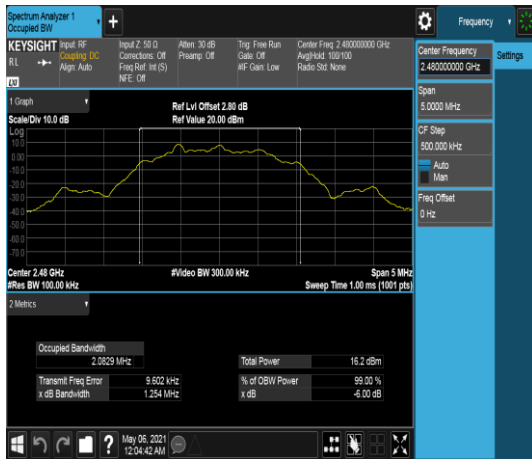 Spectrum Analyzer 1
Occupied BW
+
Frequency
KEYSIGHT
R L
LXI
Input: RF
Coupling: DC
Align: Auto
Input Z: 50 Ω
Corrections: Off
Freq Ref: Int (S)
NFE: Off
Atten: 30 dB
Preamp: Off
Trig: Free Run
Gate: Off
#IF Gain: Low
Center Freq: 2.480000000 GHz
Avg|Hold: 100/100
Radio Std: None
Center Frequency
2.480000000 GHz
Settings
Span
5.0000 MHz
CF Step
500.000 kHz
Auto
Man
Freq Offset
0 Hz
1 Graph
Scale/Div 10.0 dB
Ref Lvl Offset 2.80 dB
Ref Value 20.00 dBm
Log
10.0
0.00
-10.0
-20.0
-30.0
-40.0
-50.0
-60.0
-70.0
Center 2.48 GHz
#Video BW 300.00 kHz
Span 5 MHz
#Res BW 100.00 kHz
Sweep Time 1.00 ms (1001 pts)
2 Metrics
Occupied Bandwidth
2.0829 MHz
Total Power 16.2 dBm
Transmit Freq Error 9.602 kHz
% of OBW Power 99.00 %
x dB Bandwidth 1.254 MHz
x dB -6.00 dB
?
May 06, 2021
12:04:42 AM